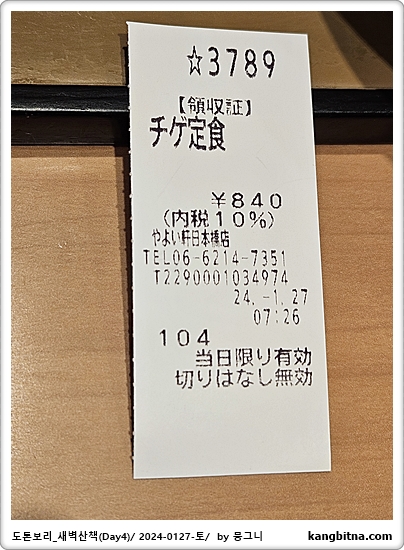 ☆3789
【領収証】
チゲ定食
¥840
(内税10%)
やよい軒日本橋店
TEL06-6214-7351
T2290001034974
24.-1.27
07:26
104
当日限り有効
切りはなし無効
도톤보리_새벽산책(Day4)/ 2024-0127-토/ by 뭉그니
kangbitna.com